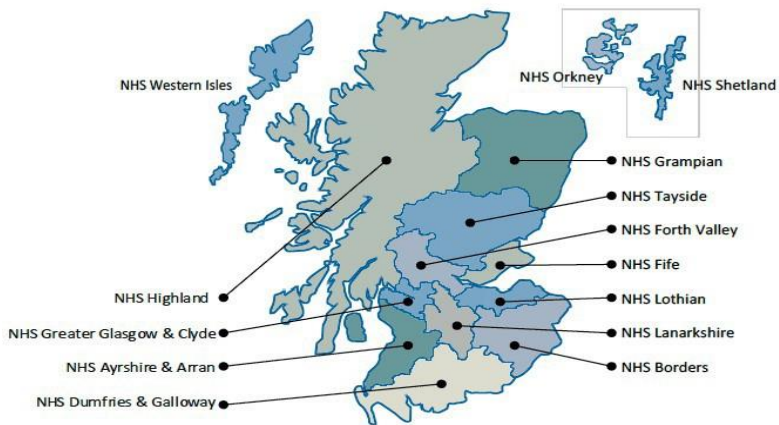 NHS Western Isles
NHS Orkney
NHS Shetland
NHS Grampian
NHS Tayside
NHS Forth Valley
NHS Fife
NHS Highland
NHS Lothian
NHS Greater Glasgow & Clyde
NHS Lanarkshire
NHS Ayrshire & Arran
NHS Borders
NHS Dumfries & Galloway